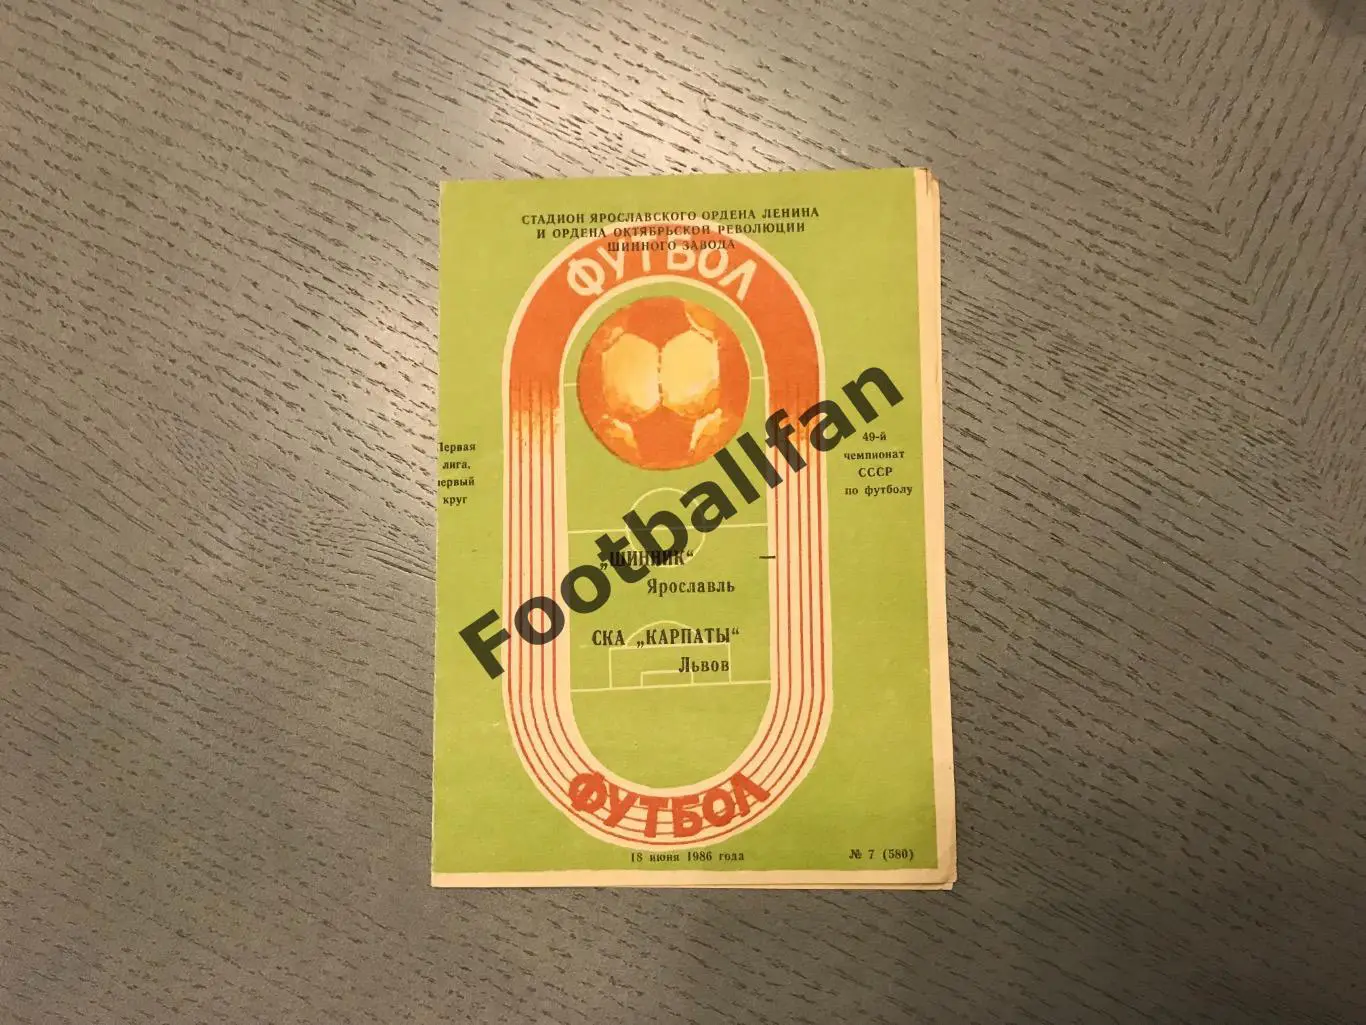 СТАДИОН ЯРОСЛАВСКОГО ОРДЕНА ЛЕНИНА
И ОРДЕНА ОКТЯБРЬСКОЙ РЕВОЛЮЦИИ
ШИННОГО ЗАВОДА
ФУТБОЛ
Первая
лига,
первый
круг
49-й
чемпионат
СССР
по футболу
„ШИННИК“ —
Ярославль
СКА „КАРПАТЫ“
Львов
Footballfan
ФУТБОЛ
18 июня 1986 года
№ 7 (580)